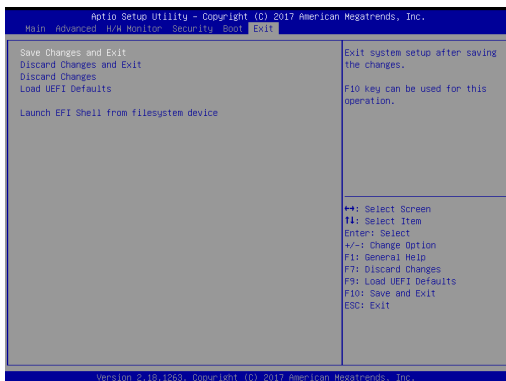 Aptio Setup Utility – Copyright (C) 2017 American Megatrends, Inc.
Main Advanced H/W Monitor Security Boot Exit
Save Changes and Exit
Discard Changes and Exit
Discard Changes
Load UEFI Defaults
Launch EFI Shell from filesystem device
Exit system setup after saving
the changes.
F10 key can be used for this
operation.
↔: Select Screen
↑↓: Select Item
Enter: Select
+/-: Change Option
F1: General Help
F7: Discard Changes
F9: Load UEFI Defaults
F10: Save and Exit
ESC: Exit
Version 2.18.1263. Copyright (C) 2017 American Megatrends, Inc.